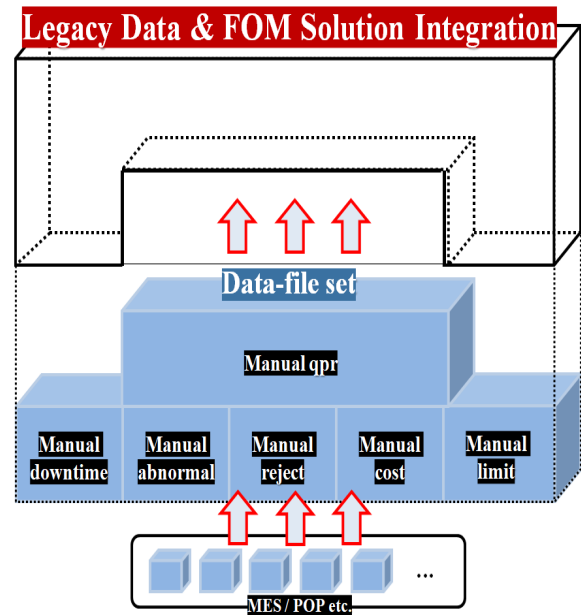 Legacy Data & FOM Solution Integration
Data-file set
Manual qpr
Manual
downtime
Manual
abnormal
Manual
reject
Manual
cost
Manual
limit
...
MES / POP etc.